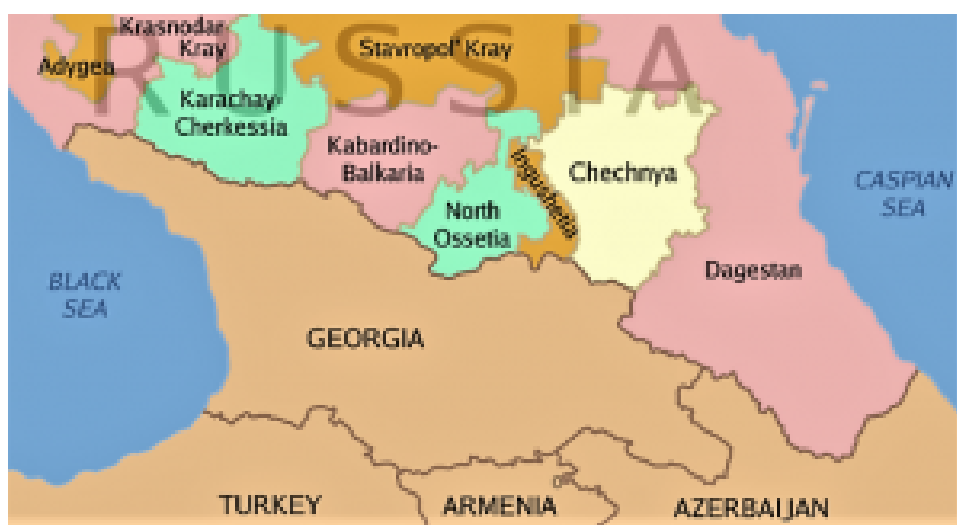 RUSSIA
Krasnodar
Kray
Stavropol' Kray
Adygea
Karachay-
Cherkessia
Kabardino-
Balkaria
Ingushetia
Chechnya
North
Ossetia
CASPIAN
SEA
Dagestan
BLACK
SEA
GEORGIA
TURKEY
ARMENIA
AZERBAIJAN